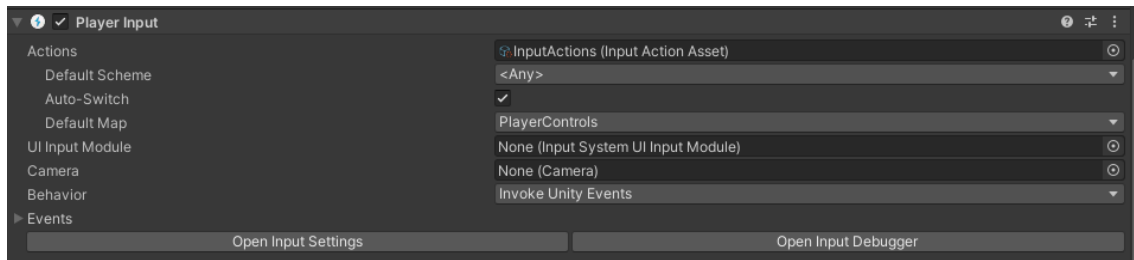 Player Input
Actions InputActions (Input Action Asset)
Default Scheme <Any>
Auto-Switch
Default Map PlayerControls
UI Input Module None (Input System UI Input Module)
Camera None (Camera)
Behavior Invoke Unity Events
Events
Open Input Settings Open Input Debugger